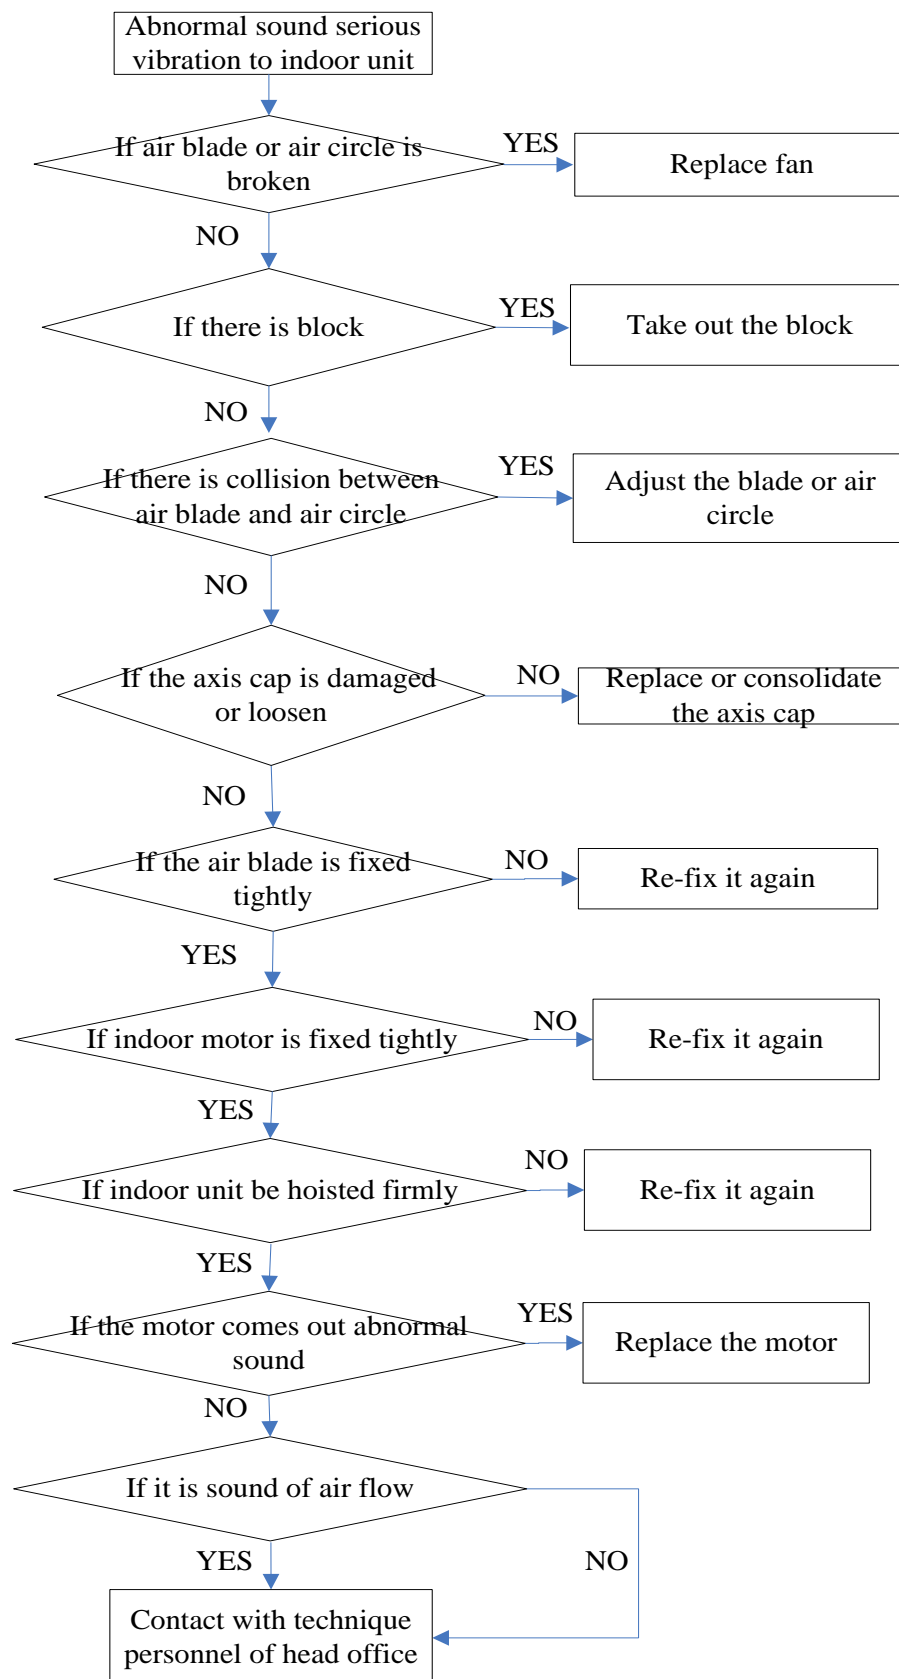 Abnormal sound serious
vibration to indoor unit
If air blade or air circle is
broken
YES
Replace fan
NO
If there is block
YES
Take out the block
NO
If there is collision between
air blade and air circle
YES
Adjust the blade or air
circle
NO
If the axis cap is damaged
or loosen
NO
Replace or consolidate
the axis cap
NO
If the air blade is fixed
tightly
NO
Re-fix it again
YES
If indoor motor is fixed tightly
NO
Re-fix it again
YES
If indoor unit be hoisted firmly
NO
Re-fix it again
YES
If the motor comes out abnormal
sound
YES
Replace the motor
NO
If it is sound of air flow
YES
NO
Contact with technique
personnel of head office